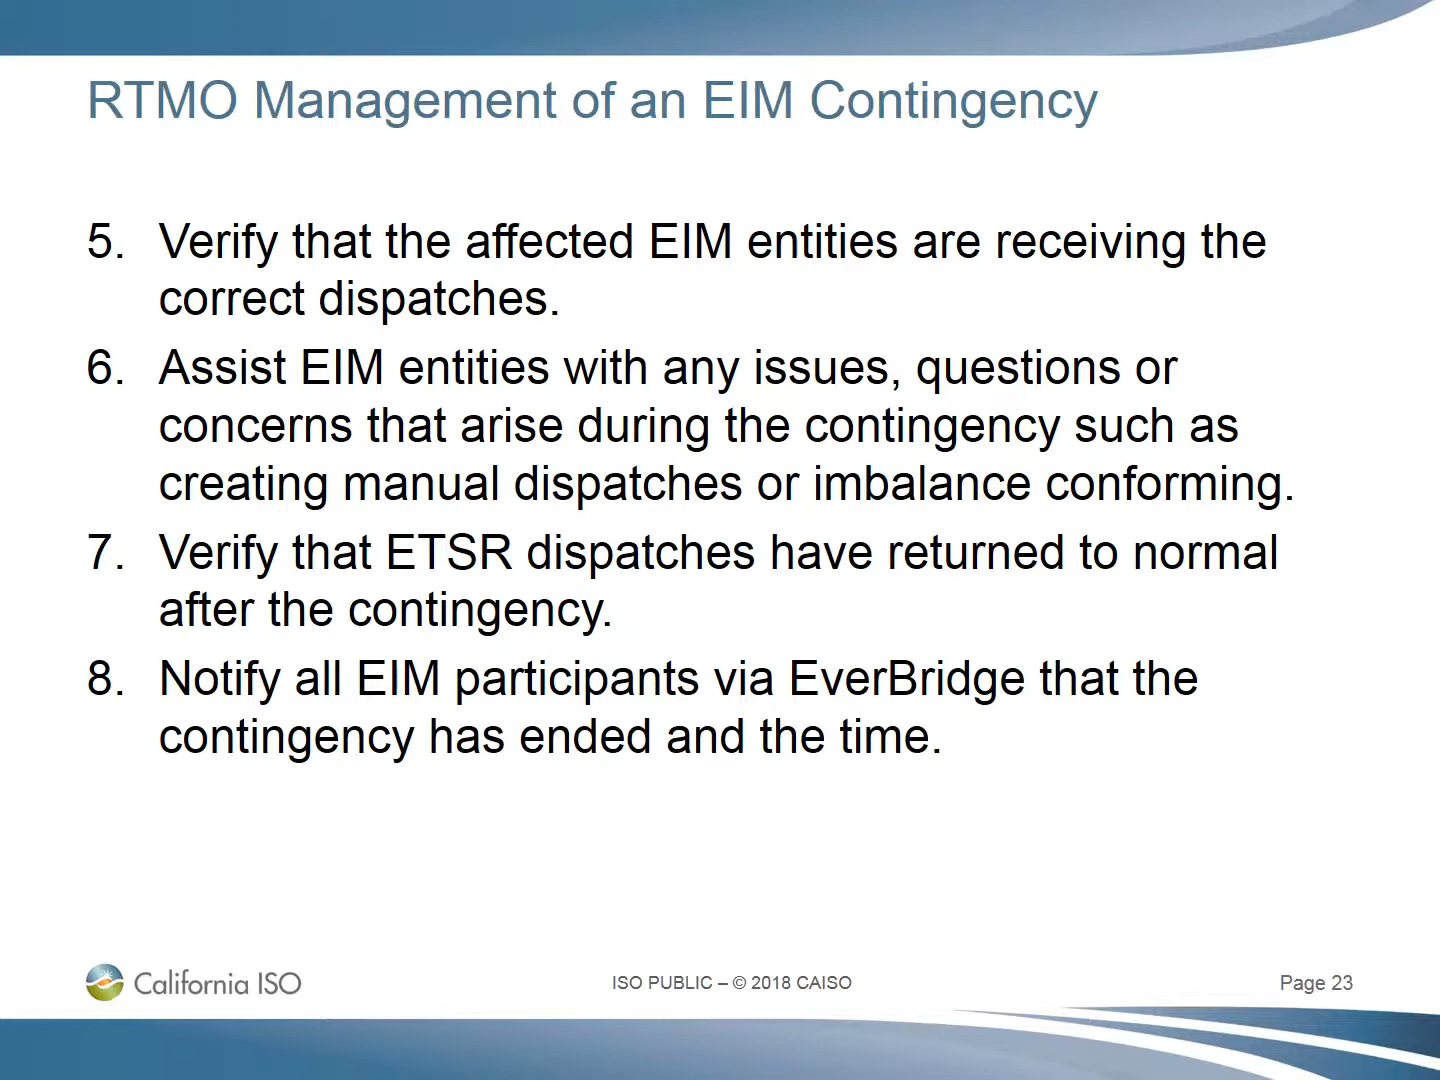 RTMO Management of an EIM Contingency
5. Verify that the affected EIM entities are receiving the
correct dispatches.
6. Assist EIM entities with any issues, questions or
concerns that arise during the contingency such as
creating manual dispatches or imbalance conforming.
7. Verify that ETSR dispatches have returned to normal
after the contingency.
8. Notify all EIM participants via EverBridge that the
contingency has ended and the time.
California ISO
ISO PUBLIC – © 2018 CAISO
Page 23